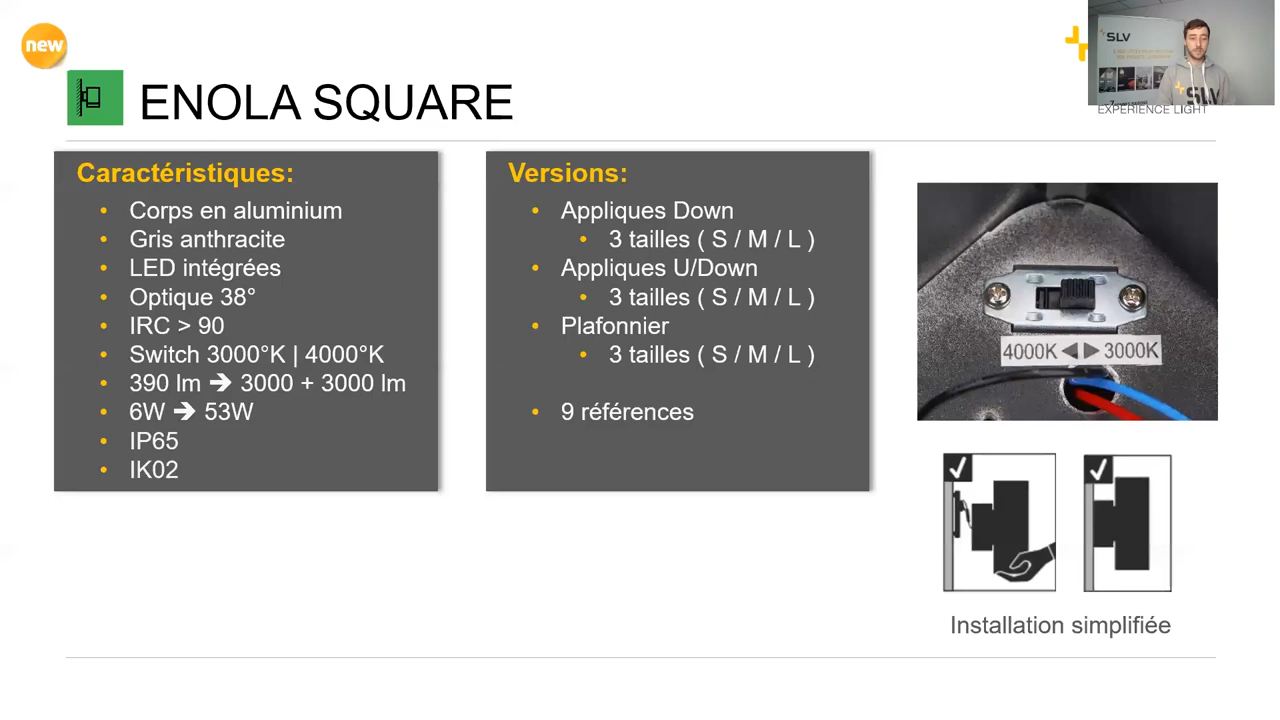 new
SLV
SLV
EXPERIENCE LIGHT
ENOLA SQUARE
Caractéristiques:
• Corps en aluminium
• Gris anthracite
• LED intégrées
• Optique 38°
• IRC > 90
• Switch 3000°K | 4000°K
• 390 lm ➔ 3000 + 3000 lm
• 6W ➔ 53W
• IP65
• IK02
Versions:
• Appliques Down
• 3 tailles ( S / M / L )
• Appliques U/Down
• 3 tailles ( S / M / L )
• Plafonnier
• 3 tailles ( S / M / L )
• 9 références
4000K ◀ ▶ 3000K
Installation simplifiée